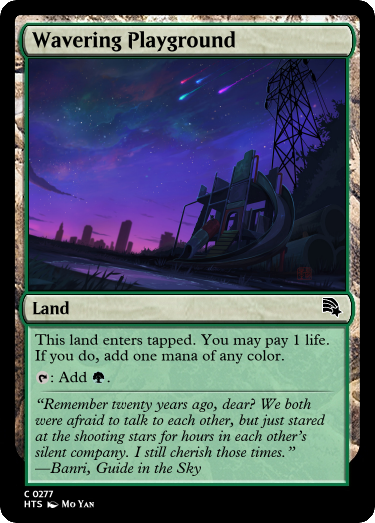 Wavering Playground
Land
This land enters tapped. You may pay 1 life.
If you do, add one mana of any color.
: Add .
“Remember twenty years ago, dear? We both
were afraid to talk to each other, but just stared
at the shooting stars for hours in each other’s
silent company. I still cherish those times.”
—Banri, Guide in the Sky
C 0277
HTS Mo Yan